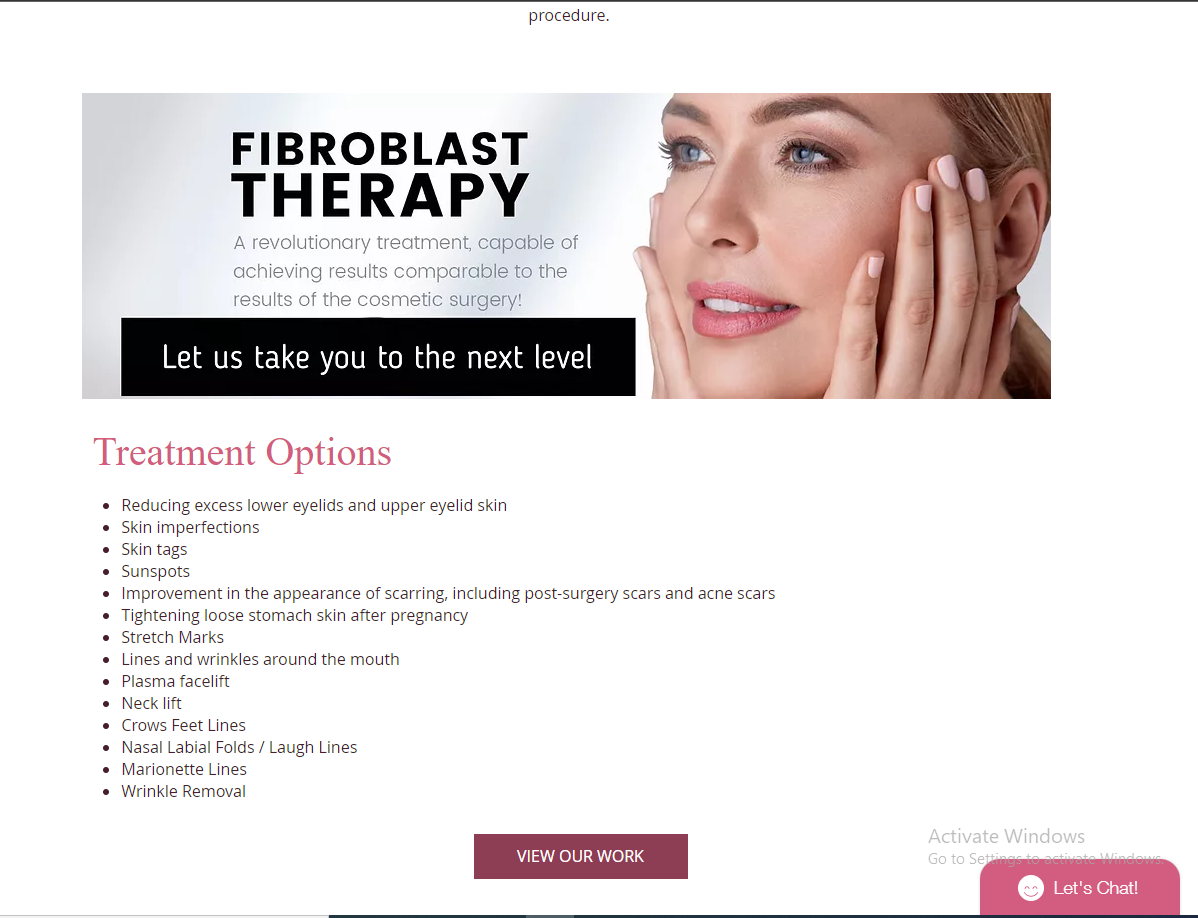 procedure.
FIBROBLAST
THERAPY
A revolutionary treatment, capable of
achieving results comparable to the
results of the cosmetic surgery!
Let us take you to the next level
Treatment Options
Reducing excess lower eyelids and upper eyelid skin
Skin imperfections
Skin tags
Sunspots
Improvement in the appearance of scarring, including post-surgery scars and acne scars
Tightening loose stomach skin after pregnancy
Stretch Marks
Lines and wrinkles around the mouth
Plasma facelift
Neck lift
Crows Feet Lines
Nasal Labial Folds / Laugh Lines
Marionette Lines
Wrinkle Removal
VIEW OUR WORK
Activate Windows
Go to Settings to activate Windows.
Let's Chat!